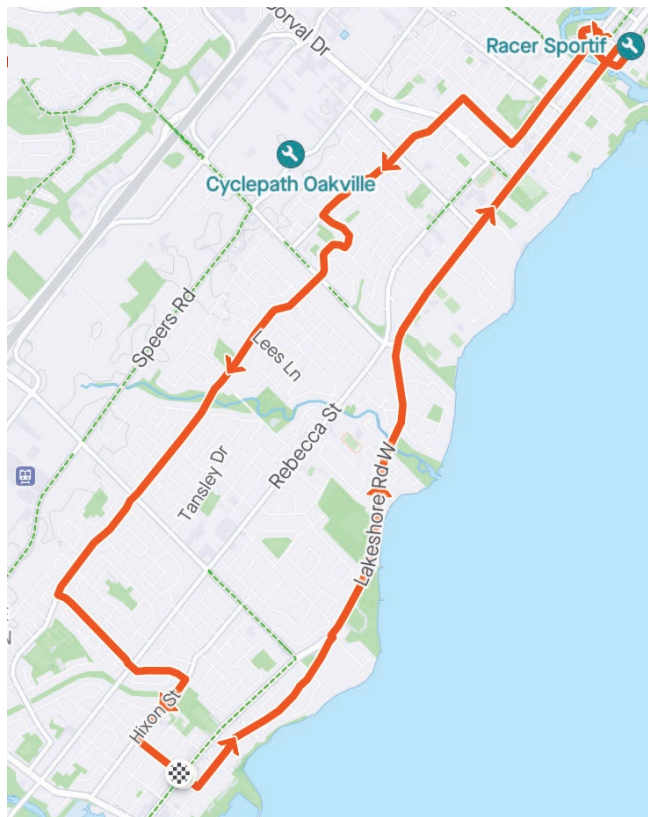 Dorval Dr
Racer Sportif
Cyclepath Oakville
Speers Rd
Lees Ln
Rebecca St
Tansley Dr
Lakeshore Rd W
Hixon St